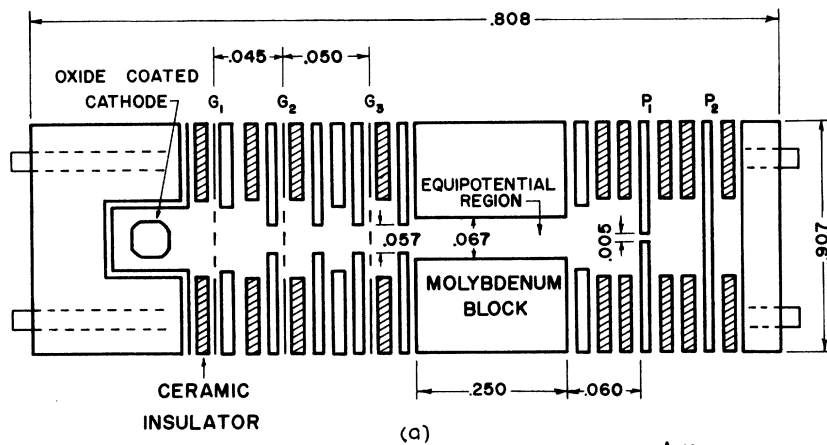 .808
.045
.050
OXIDE COATED
CATHODE
G1
G2
G3
P1
P2
EQUIPOTENTIAL
REGION
.057
.067
.005
.907
MOLYBDENUM
BLOCK
.250
.060
CERAMIC
INSULATOR
(a)